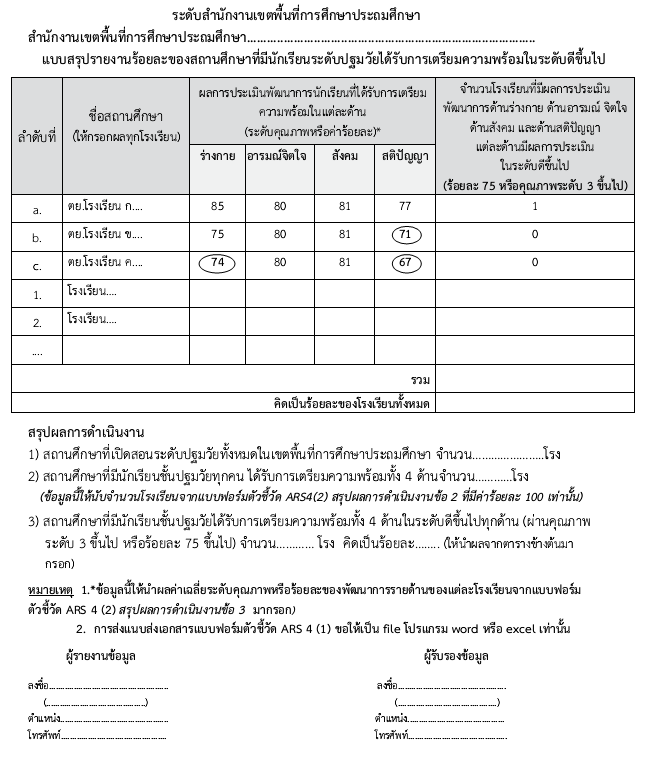 ระดับสำนักงานเขตพื้นที่การศึกษาประถมศึกษา
สำนักงานเขตพื้นที่การศึกษาประถมศึกษา....................................................................................
แบบสรุปรายงานร้อยละของสถานศึกษาที่มีนักเรียนระดับปฐมวัยได้รับการเตรียมความพร้อมในระดับดีขึ้นไป
ลำดับที่
ชื่อสถานศึกษา
(ให้กรอกผลทุกโรงเรียน)
ผลการประเมินพัฒนาการนักเรียนที่ได้รับการเตรียม
ความพร้อมในแต่ละด้าน
(ระดับคุณภาพหรือค่าร้อยละ)*
ร่างกาย อารมณ์จิตใจ สังคม สติปัญญา
จำนวนโรงเรียนที่มีผลการประเมิน
พัฒนาการด้านร่างกาย ด้านอารมณ์ จิตใจ
ด้านสังคม และด้านสติปัญญา
แต่ละด้านมีผลการประเมิน
ในระดับดีขึ้นไป
(ร้อยละ 75 หรือคุณภาพระดับ 3 ขึ้นไป)
a. ตย.โรงเรียน ก.... 85 80 81 77 1
b. ตย.โรงเรียน ข.... 75 80 81 71 0
c. ตย.โรงเรียน ค.... 74 80 81 67 0
1. โรงเรียน....
2. โรงเรียน....
....
รวม
คิดเป็นร้อยละของโรงเรียนทั้งหมด
สรุปผลการดำเนินงาน
1) สถานศึกษาที่เปิดสอนระดับปฐมวัยทั้งหมดในเขตพื้นที่การศึกษาประถมศึกษา จำนวน......................โรง
2) สถานศึกษาที่มีนักเรียนชั้นปฐมวัยทุกคน ได้รับการเตรียมความพร้อมทั้ง 4 ด้านจำนวน...........โรง
(ข้อมูลนี้ให้นับจำนวนโรงเรียนจากแบบฟอร์มตัวชี้วัด ARS4(2) สรุปผลการดำเนินงานข้อ 2 ที่มีค่าร้อยละ 100 เท่านั้น)
3) สถานศึกษาที่มีนักเรียนชั้นปฐมวัยได้รับการเตรียมความพร้อมทั้ง 4 ด้านในระดับดีขึ้นไปทุกด้าน (ผ่านคุณภาพ
ระดับ 3 ขึ้นไป หรือร้อยละ 75 ขึ้นไป) จำนวน............ โรง คิดเป็นร้อยละ........ (ให้นำผลจากตารางข้างต้นมา
กรอก)
หมายเหตุ 1.*ข้อมูลนี้ให้นำผลค่าเฉลี่ยระดับคุณภาพหรือร้อยละของพัฒนาการรายด้านของแต่ละโรงเรียนจากแบบฟอร์ม
ตัวชี้วัด ARS 4 (2) สรุปผลการดำเนินงานข้อ 3 มากรอก)
2. การส่งแนบส่งเอกสารแบบฟอร์มตัวชี้วัด ARS 4 (1) ขอให้เป็น file โปรแกรม word หรือ excel เท่านั้น
ผู้รายงานข้อมูล ผู้รับรองข้อมูล
ลงชื่อ............................................ ลงชื่อ........................................
(.....................................) (.....................................)
ตำแหน่ง........................................ ตำแหน่ง....................................
โทรศัพท์....................................... โทรศัพท์.....................................